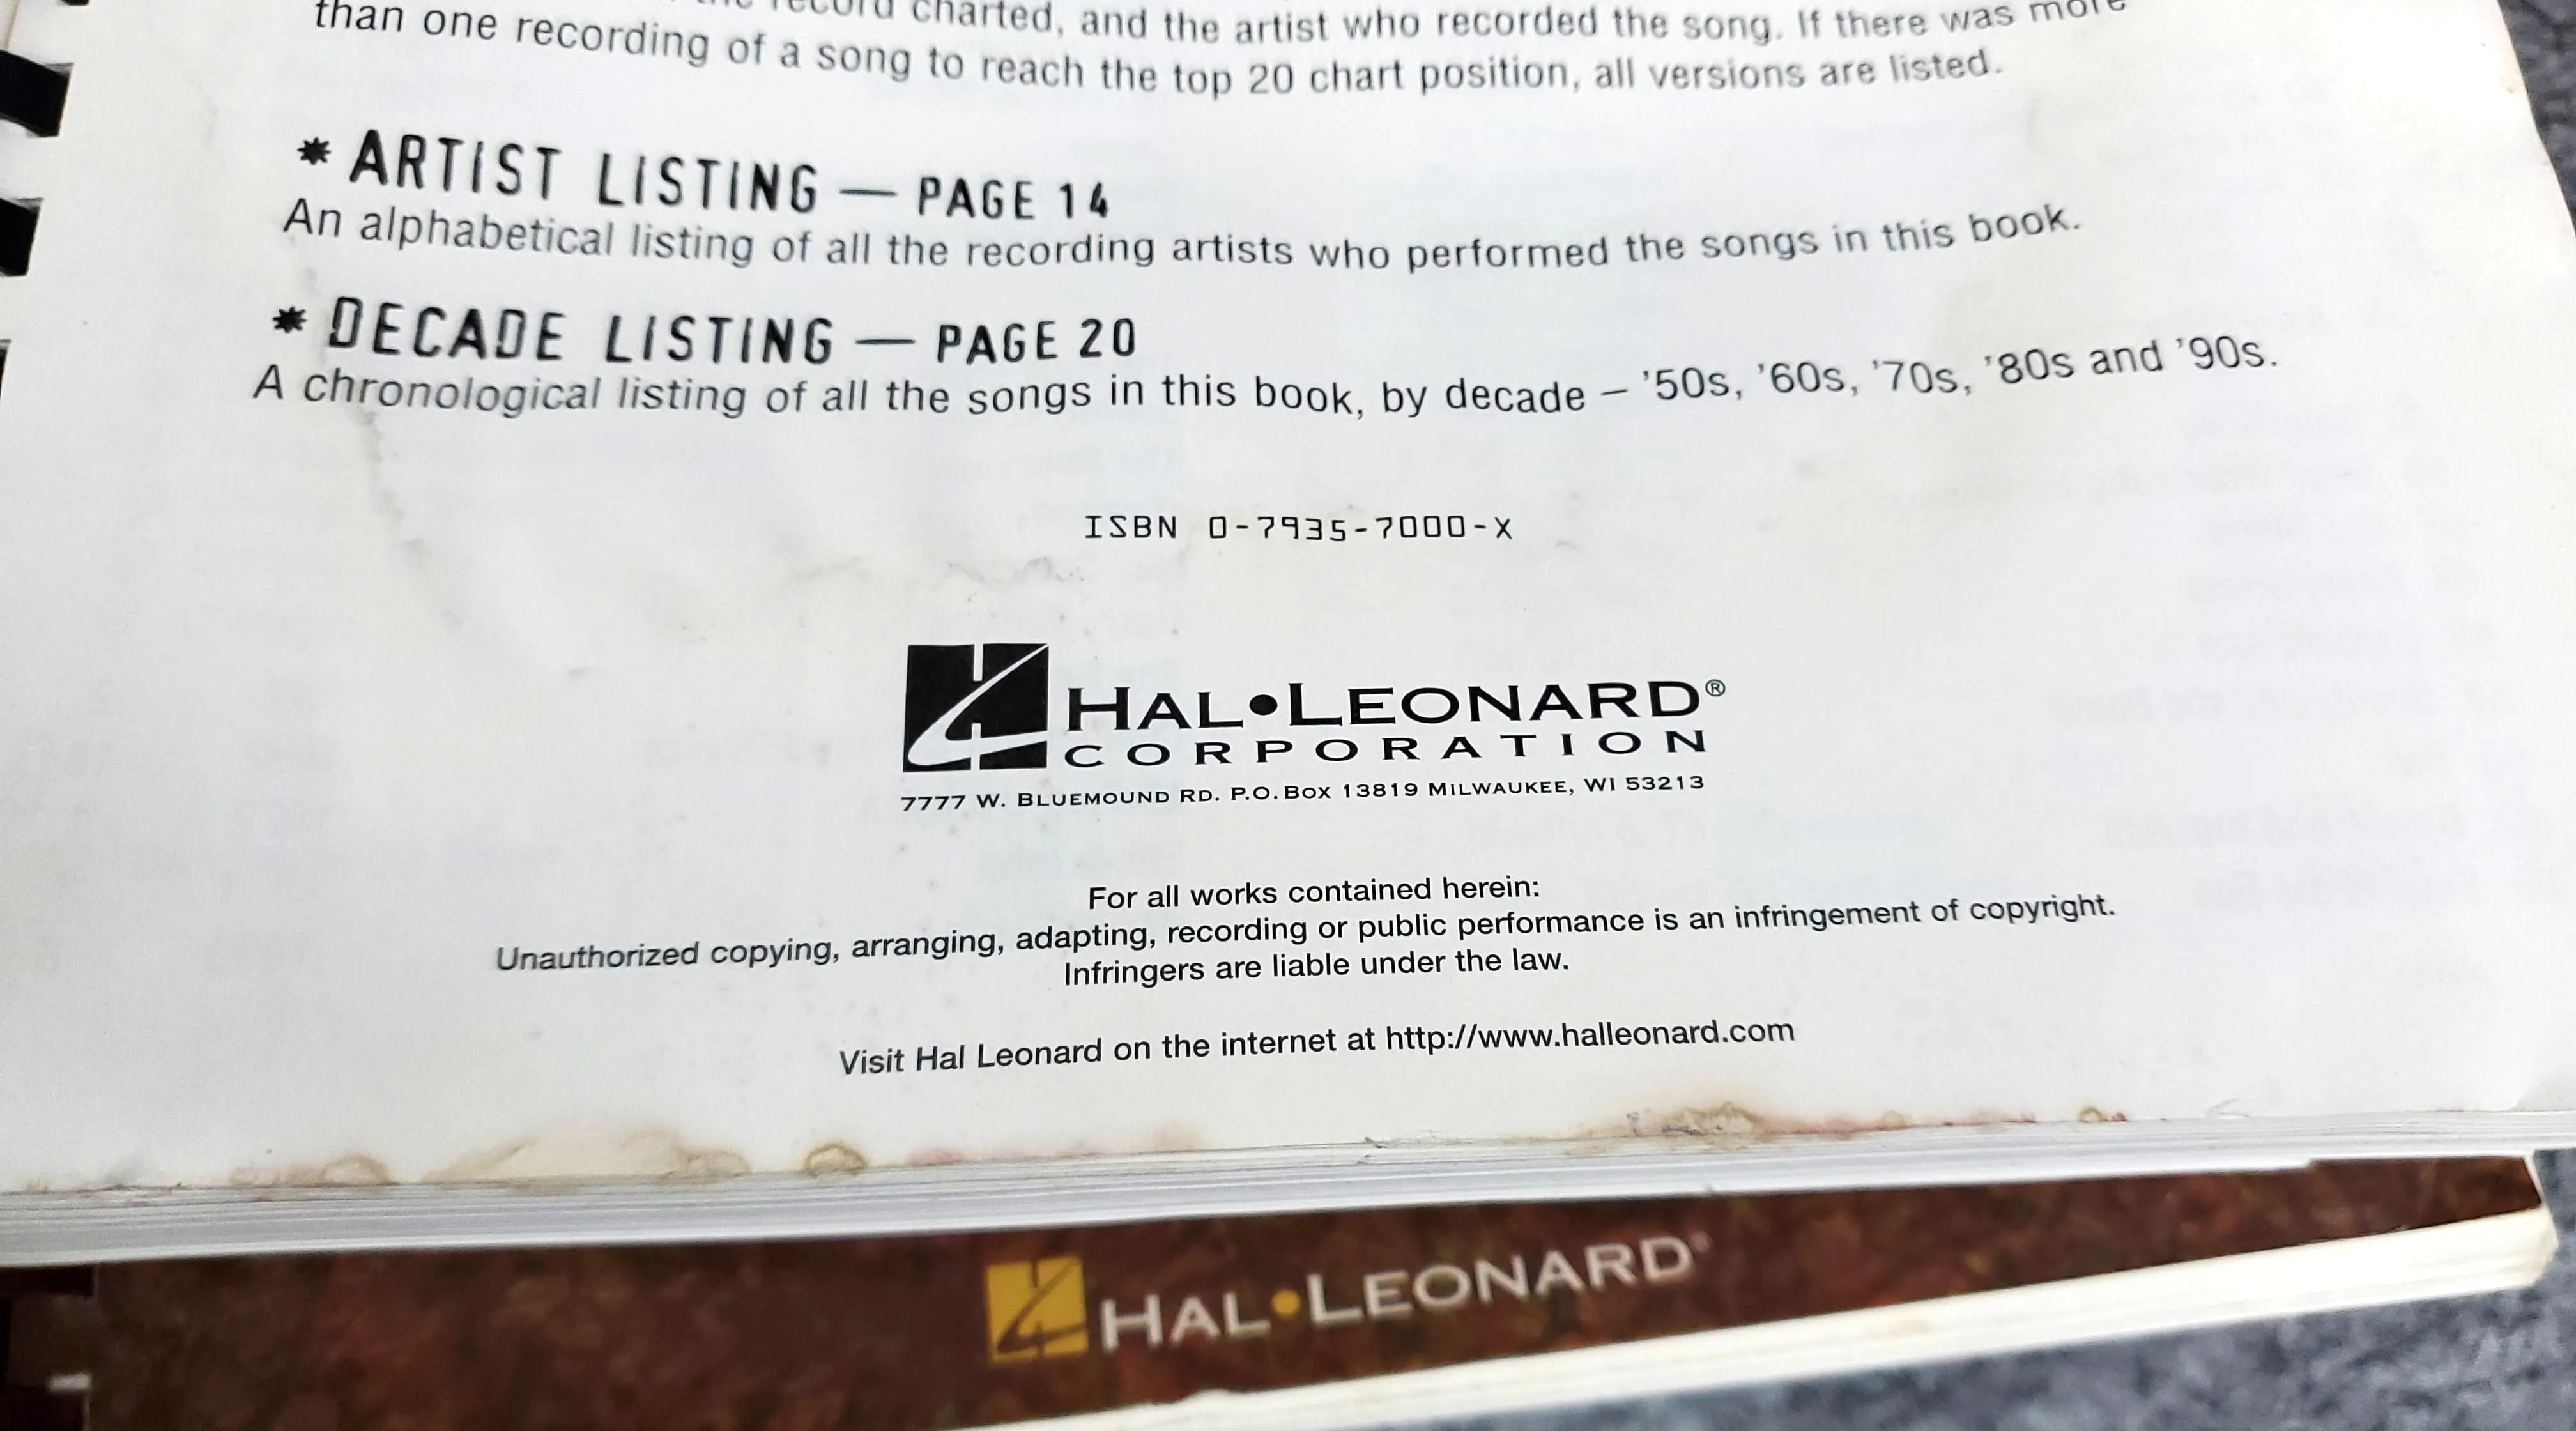 record charted, and the artist who recorded the song. If there was more
than one recording of a song to reach the top 20 chart position, all versions are listed.
* ARTIST LISTING — PAGE 14
An alphabetical listing of all the recording artists who performed the songs in this book.
* DECADE LISTING — PAGE 20
A chronological listing of all the songs in this book, by decade – '50s, '60s, '70s, '80s and '90s.
ISBN 0-7935-7000-X
HAL•LEONARD®
CORPORATION
7777 W. BLUEMOUND RD. P.O. BOX 13819 MILWAUKEE, WI 53213
For all works contained herein:
Unauthorized copying, arranging, adapting, recording or public performance is an infringement of copyright.
Infringers are liable under the law.
Visit Hal Leonard on the internet at http://www.halleonard.com
HAL•LEONARD®